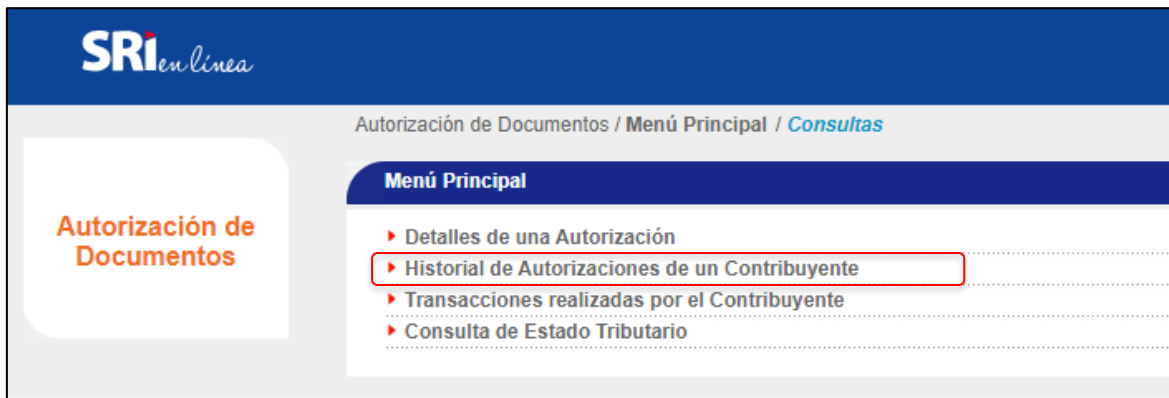 SRi en línea
Autorización de Documentos / Menú Principal / Consultas
Menú Principal
Autorización de
Documentos
Detalles de una Autorización
Historial de Autorizaciones de un Contribuyente
Transacciones realizadas por el Contribuyente
Consulta de Estado Tributario